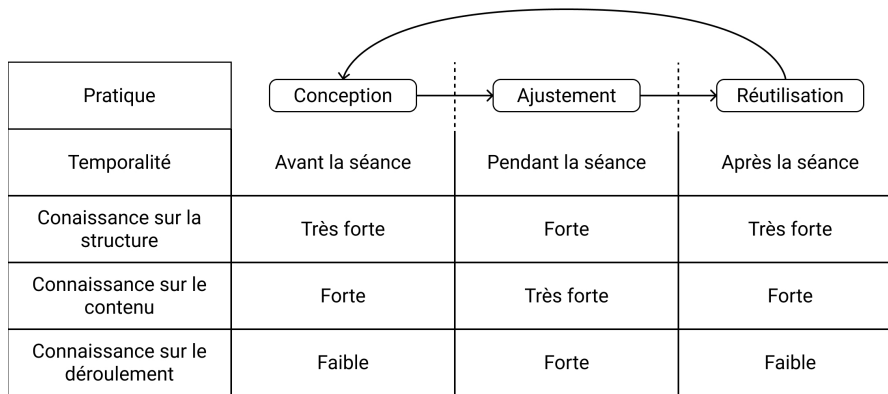 Pratique
Conception
Ajustement
Réutilisation
Temporalité
Avant la séance
Pendant la séance
Après la séance
Conaissance sur la
structure
Très forte
Forte
Très forte
Connaissance sur le
contenu
Forte
Très forte
Forte
Connaissance sur le
déroulement
Faible
Forte
Faible